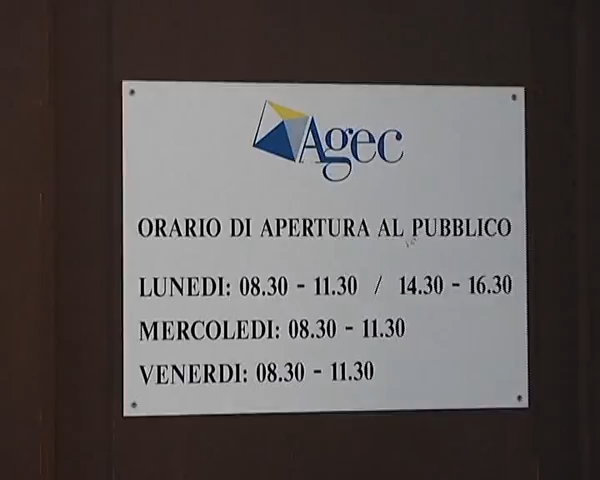 Agec
ORARIO DI APERTURA AL PUBBLICO
LUNEDI: 08.30 - 11.30 / 14.30 - 16.30
MERCOLEDI: 08.30 - 11.30
VENERDI: 08.30 - 11.30